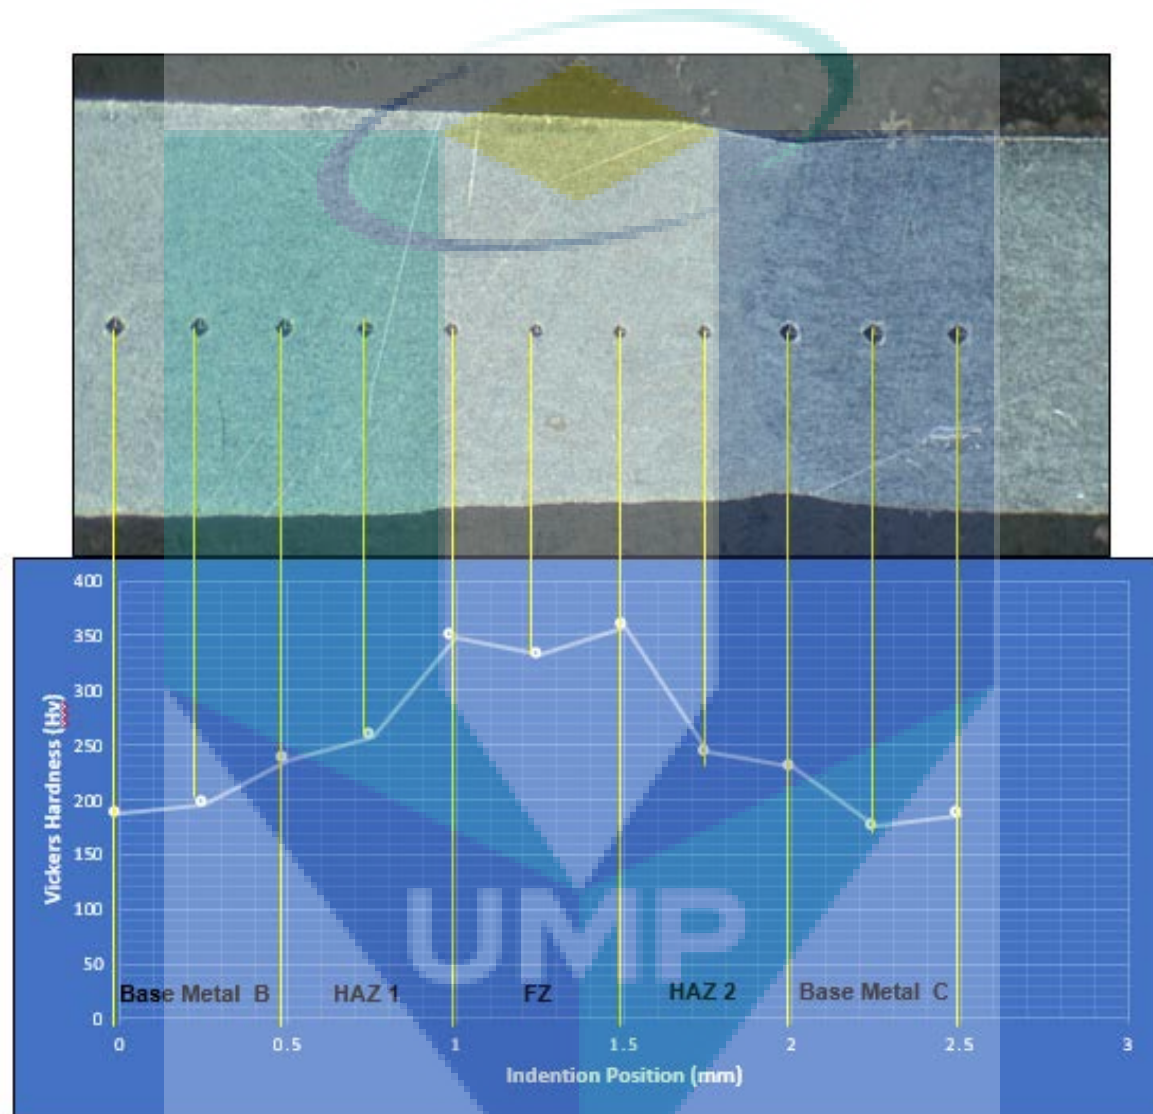 400
350
300
250
200
150
100
50
0
Vickers Hardness (Hv)
Base Metal B HAZ 1 FZ HAZ 2 Base Metal C
0 0.5 1 1.5 2 2.5 3
Indention Position (mm)
UMP